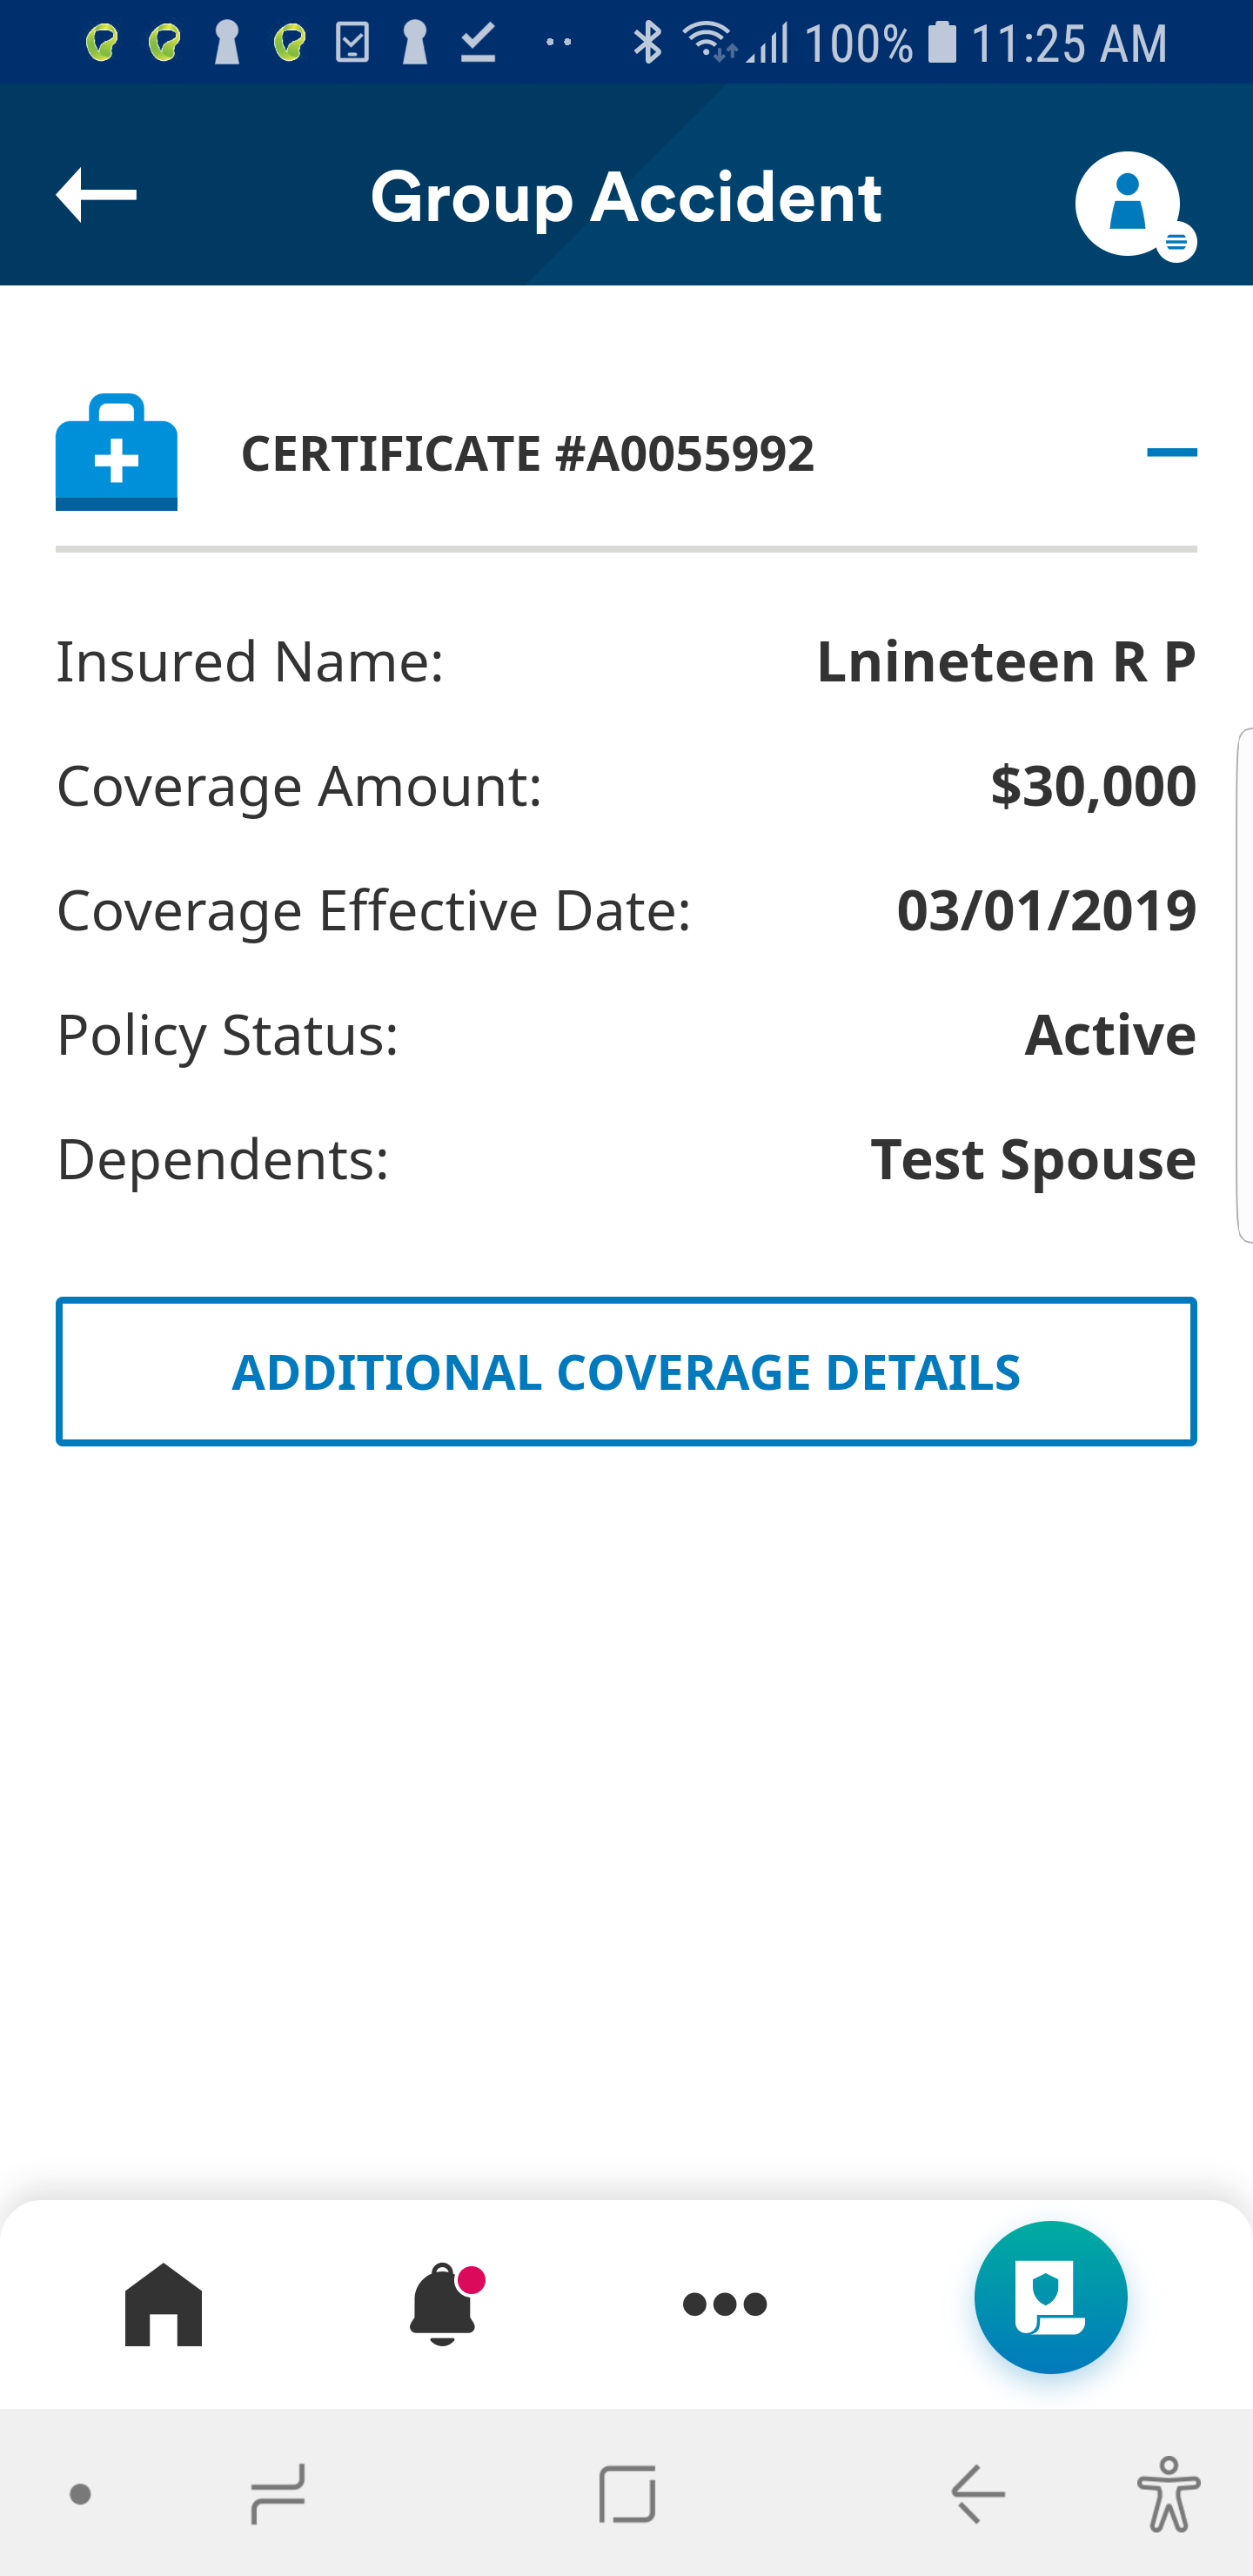 100% 11:25 AM
Group Accident
CERTIFICATE #A0055992
Insured Name: Lnineteen R P
Coverage Amount: $30,000
Coverage Effective Date: 03/01/2019
Policy Status: Active
Dependents: Test Spouse
ADDITIONAL COVERAGE DETAILS